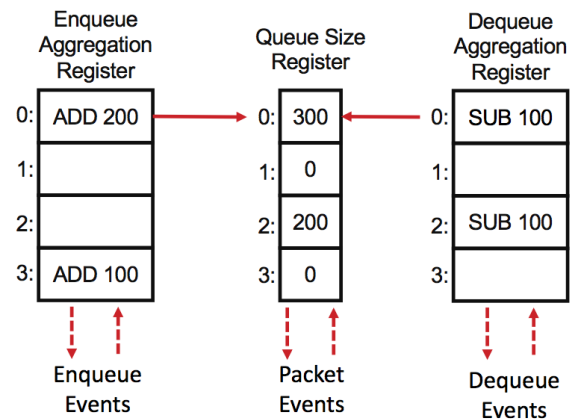 Enqueue
Aggregation
Register
0: ADD 200
1:
2:
3: ADD 100
Enqueue
Events
Queue Size
Register
0: 300
1: 0
2: 200
3: 0
Packet
Events
Dequeue
Aggregation
Register
0: SUB 100
1:
2: SUB 100
3:
Dequeue
Events